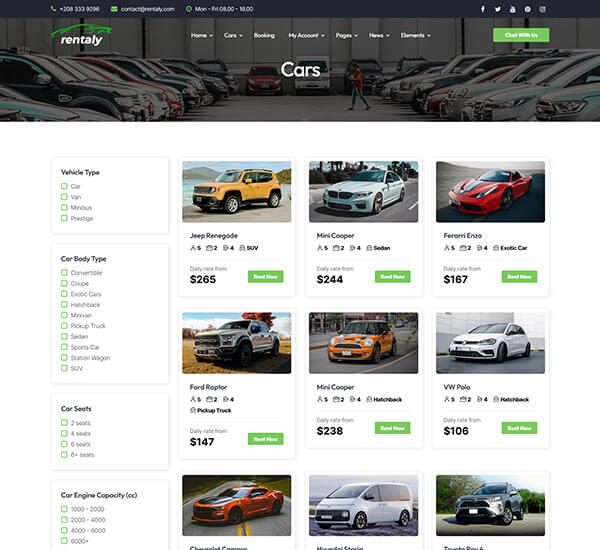 +208 333 9296 contact@rentaly.com Mon - Fri 08.00 - 18.00
rentaly
Home Cars Booking My Account Pages News Elements
Chat With Us
Cars
Vehicle Type
Car
Van
Minibus
Prestige
Car Body Type
Convertible
Coupe
Exotic Cars
Hatchback
Minivan
Pickup Truck
Sedan
Sports Car
Station Wagon
SUV
Car Seats
2 seats
4 seats
6 seats
6+ seats
Car Engine Capacity (cc)
1000 - 2000
2000 - 4000
4000 - 6000
6000+
Jeep Renegade
5 2 4 SUV
Daily rate from
$265
Rent Now
Mini Cooper
5 2 4 Sedan
Daily rate from
$244
Rent Now
Ferarri Enzo
5 2 4 Exotic Car
Daily rate from
$167
Rent Now
Ford Raptor
5 2 4
Pickup Truck
Daily rate from
$147
Rent Now
Mini Cooper
5 2 4 Hatchback
Daily rate from
$238
Rent Now
VW Polo
5 2 4 Hatchback
Daily rate from
$106
Rent Now
Chevrolet Camaro
Hyundai Staria
Toyota Rav 4